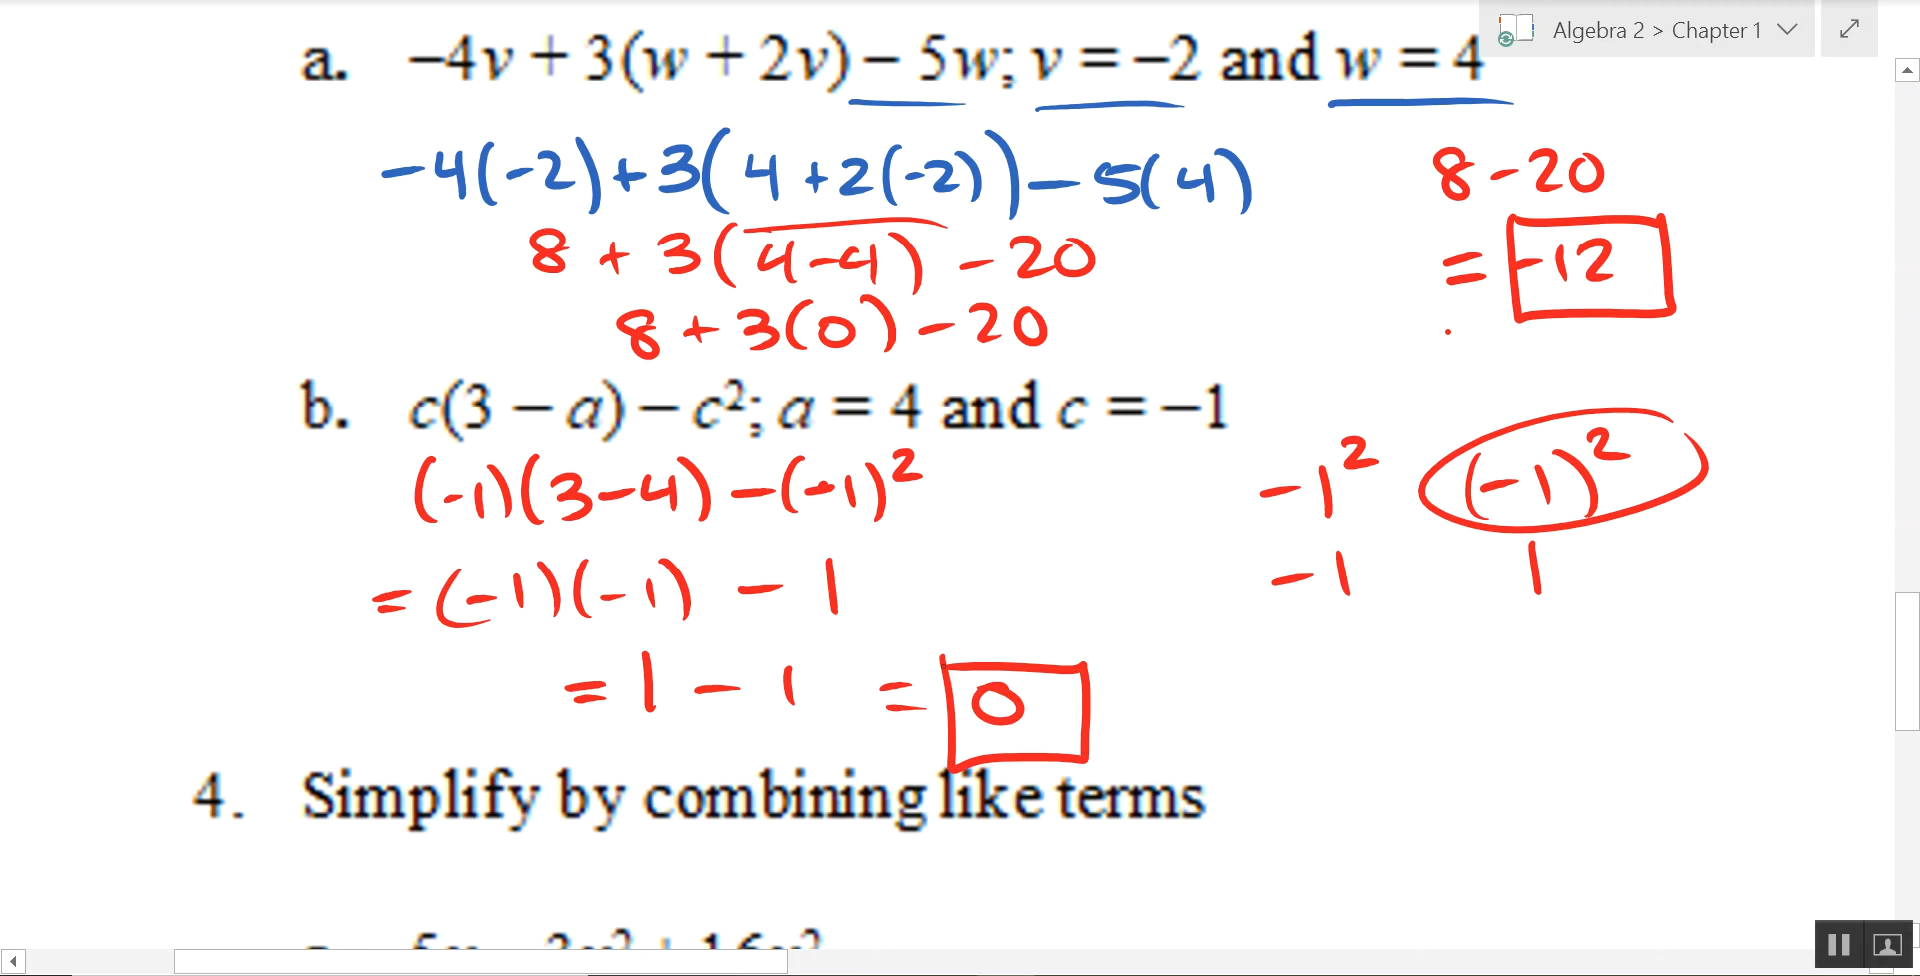 Algebra 2 > Chapter 1
a. −4v + 3(w + 2v) − 5w; v = −2 and w = 4
−4(−2) + 3(4 + 2(−2)) − 5(4)
8 + 3(4−4) − 20
8 + 3(0) − 20
8 − 20
= −12
b. c(3 − a) − c²; a = 4 and c = −1
(−1)(3−4) − (−1)²
= (−1)(−1) − 1
= 1 − 1 = 0
−1² (−1)²
−1 1
4. Simplify by combining like terms